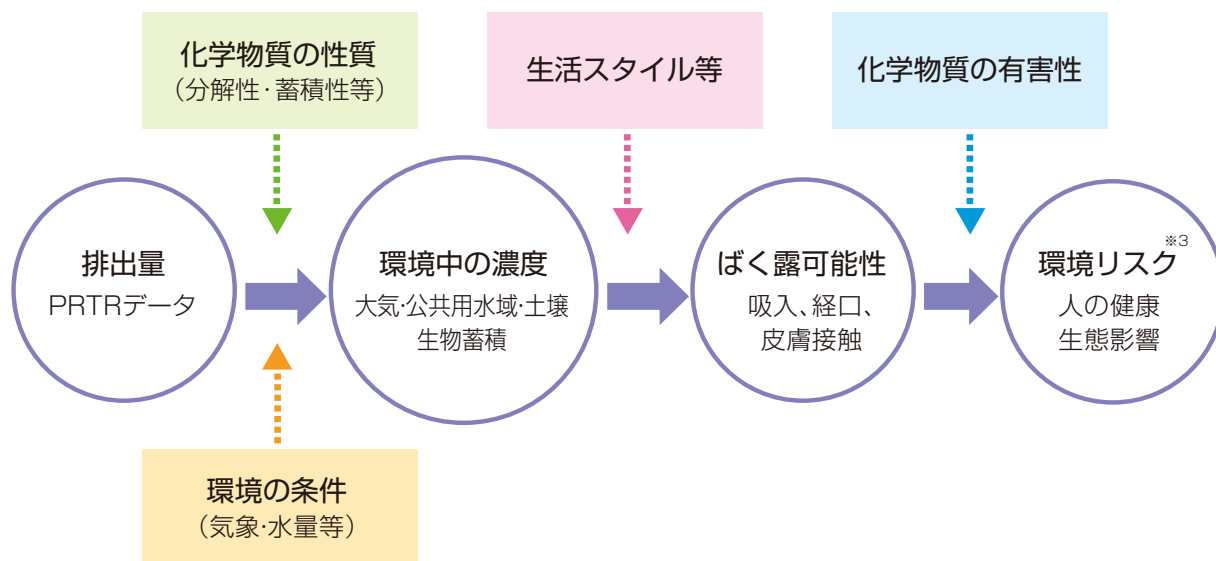 化学物質の性質
（分解性・蓄積性等）
生活スタイル等
化学物質の有害性
排出量
PRTRデータ
環境中の濃度
大気・公共用水域・土壌
生物蓄積
ばく露可能性
吸入、経口、
皮膚接触
環境リスク※3
人の健康
生態影響
環境の条件
（気象・水量等）